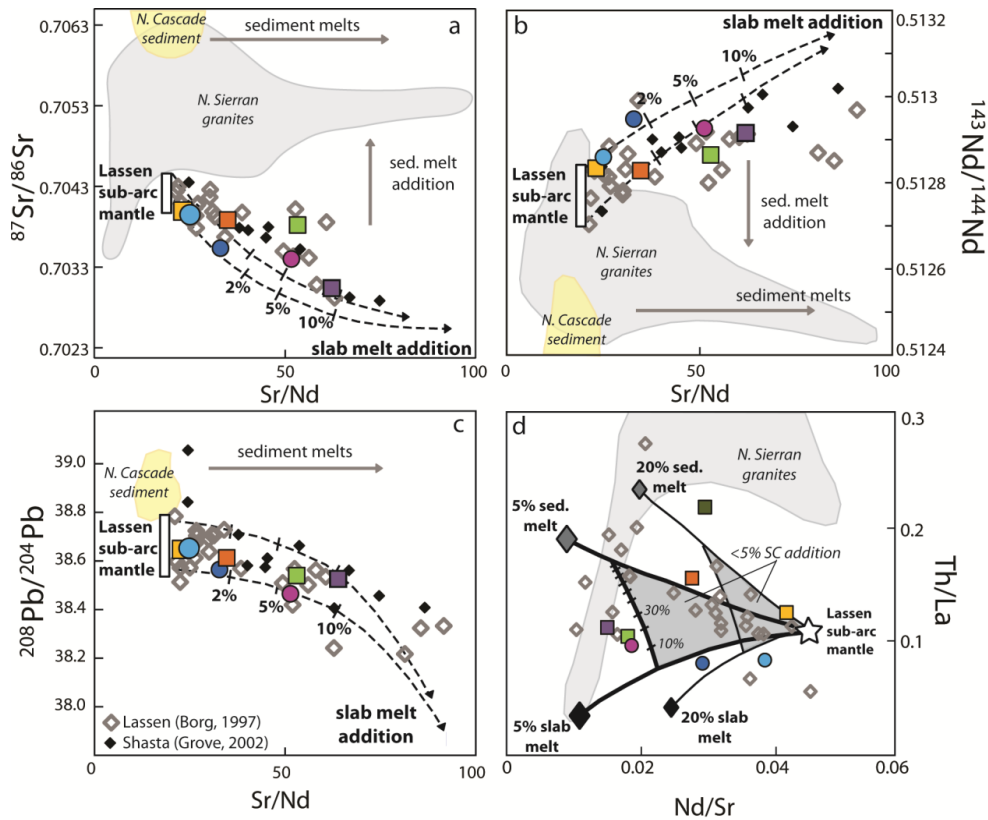 a
N. Cascade
sediment
sediment melts
N. Sierran
granites
Lassen
sub-arc
mantle
sed. melt
addition
2%
5%
10%
slab melt addition
0.7063
0.7053
0.7043
0.7033
0.7023
87Sr/86Sr
0
50
100
Sr/Nd
b
slab melt addition
10%
5%
2%
Lassen
sub-arc
mantle
sed. melt
addition
N. Sierran
granites
sediment melts
N. Cascade
sediment
0.5132
0.513
0.5128
0.5126
0.5124
143Nd/144Nd
0
50
100
Sr/Nd
c
sediment melts
N. Cascade
sediment
Lassen
sub-arc
mantle
2%
5%
10%
slab melt
addition
Lassen (Borg, 1997)
Shasta (Grove, 2002)
39.0
38.8
38.6
38.4
38.2
38.0
208Pb/204Pb
0
50
100
Sr/Nd
d
N. Sierran
granites
20% sed.
melt
5% sed.
melt
<5% SC addition
30%
10%
Lassen
sub-arc
mantle
5% slab
melt
20% slab
melt
0.3
0.2
0.1
Th/La
0
0.02
0.04
0.06
Nd/Sr